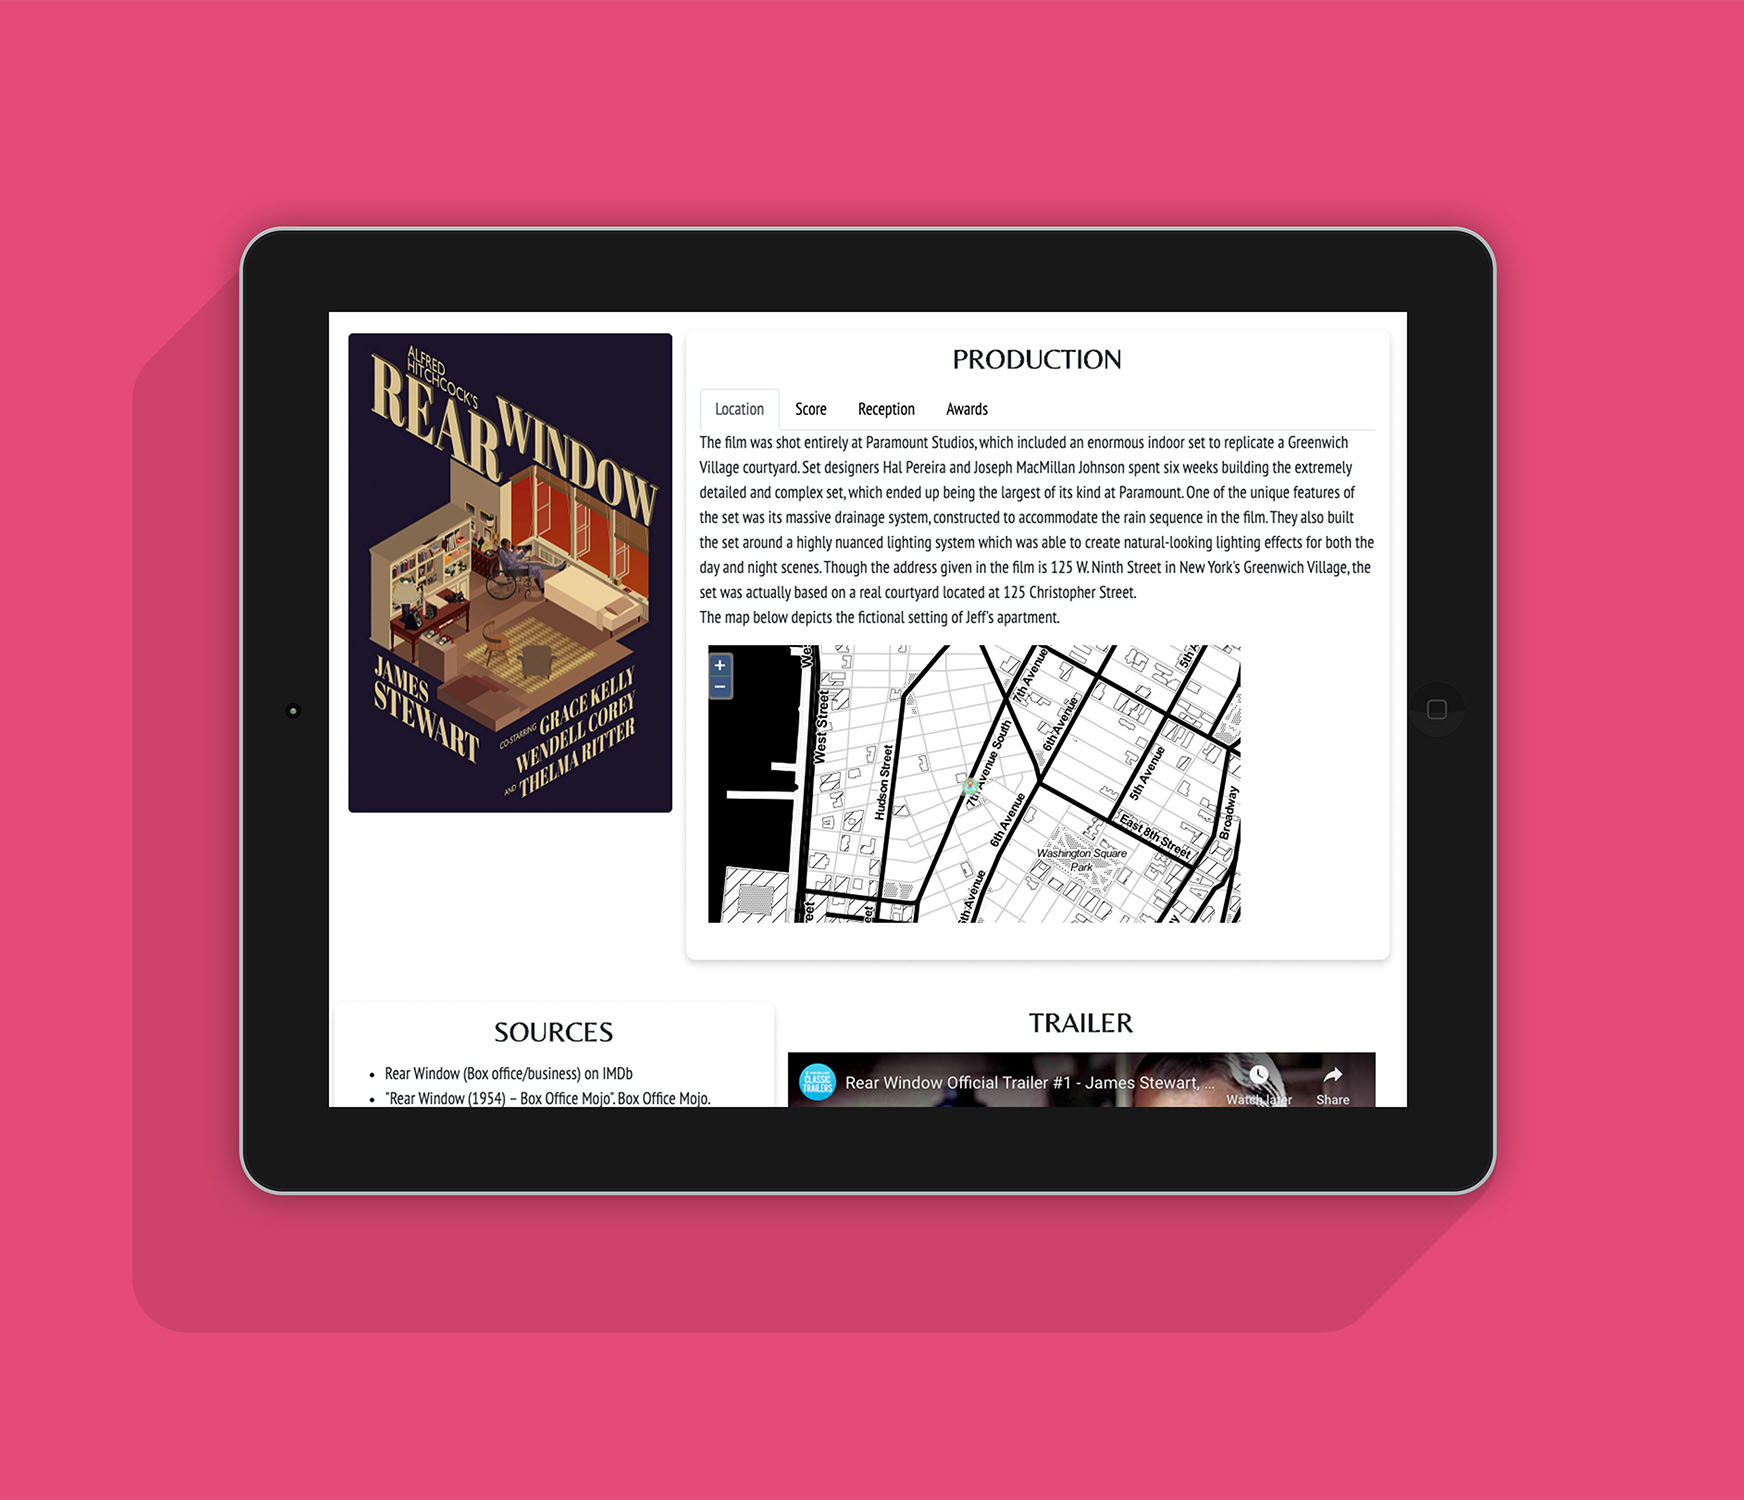 ALFRED
HITCHCOCK'S
REAR WINDOW
JAMES
STEWART
CO-STARRING GRACE KELLY
WENDELL COREY
AND THELMA RITTER
PRODUCTION
Location Score Reception Awards
The film was shot entirely at Paramount Studios, which included an enormous indoor set to replicate a Greenwich
Village courtyard. Set designers Hal Pereira and Joseph MacMillan Johnson spent six weeks building the extremely
detailed and complex set, which ended up being the largest of its kind at Paramount. One of the unique features of
the set was its massive drainage system, constructed to accommodate the rain sequence in the film. They also built
the set around a highly nuanced lighting system which was able to create natural-looking lighting effects for both the
day and night scenes. Though the address given in the film is 125 W. Ninth Street in New York's Greenwich Village, the
set was actually based on a real courtyard located at 125 Christopher Street.
The map below depicts the fictional setting of Jeff's apartment.
+
−
West Street
Hudson Street
7th Avenue South
7th Avenue
6th Avenue
6th Avenue
5th Avenue
East 8th Street
Broadway
Washington Square
Park
SOURCES
• Rear Window (Box office/business) on IMDb
• "Rear Window (1954) – Box Office Mojo". Box Office Mojo.
TRAILER
CLASSIC
TRAILERS
Rear Window Official Trailer #1 - James Stewart, ...
Watch later
Share